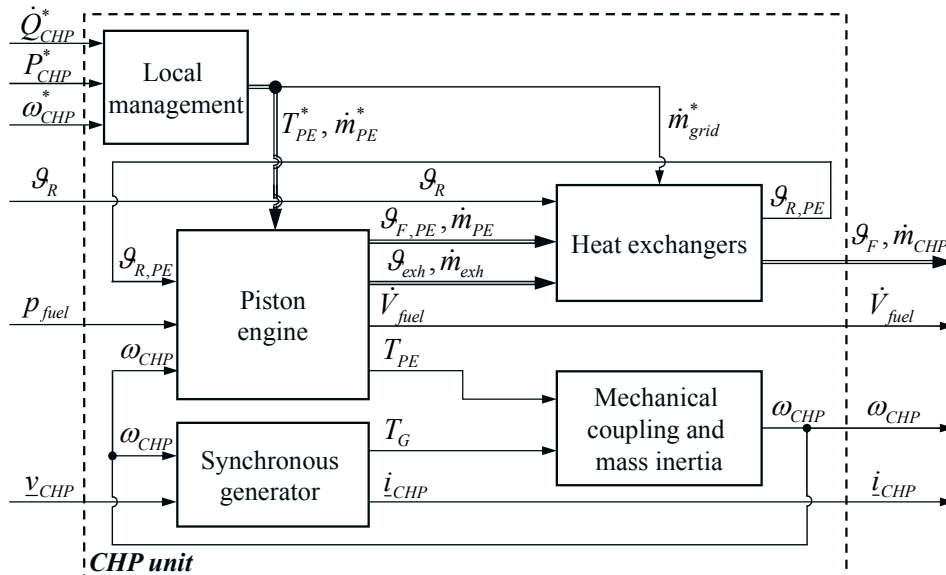 Q̇*_CHP
P*_CHP
ω*_CHP
Local
management
T*_PE, ṁ*_PE
ṁ*_grid
ϑ_R
ϑ_R
ϑ_R,PE
ϑ_F,PE, ṁ_PE
Heat exchangers
ϑ_F, ṁ_CHP
ϑ_R,PE
ϑ_exh, ṁ_exh
Piston
engine
p_fuel
V̇_fuel
V̇_fuel
ω_CHP
T_PE
Mechanical
coupling and
mass inertia
ω_CHP
ω_CHP
ω_CHP
T_G
Synchronous
generator
v_CHP
i_CHP
i_CHP
CHP unit